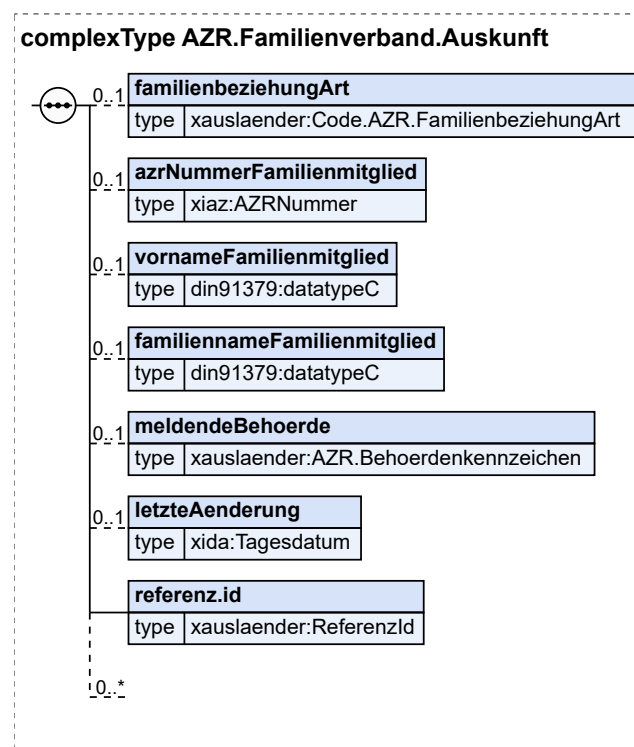 complexType AZR.Familienverband.Auskunft
0..1 familienbeziehungArt
type xauslaender:Code.AZR.FamilienbeziehungArt
0..1 azrNummerFamilienmitglied
type xiaz:AZRNummer
0..1 vornameFamilienmitglied
type din91379:datatypeC
0..1 familiennameFamilienmitglied
type din91379:datatypeC
0..1 meldendeBehoerde
type xauslaender:AZR.Behoerdenkennzeichen
0..1 letzteAenderung
type xida:Tagesdatum
referenz.id
type xauslaender:ReferenzId
0..*